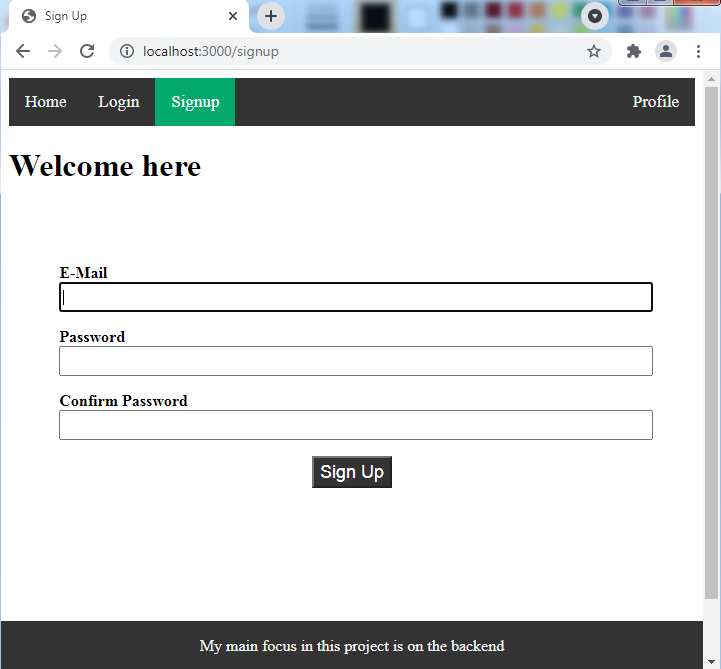 Sign Up
localhost:3000/signup
Home Login Signup Profile
Welcome here
E-Mail
Password
Confirm Password
Sign Up
My main focus in this project is on the backend